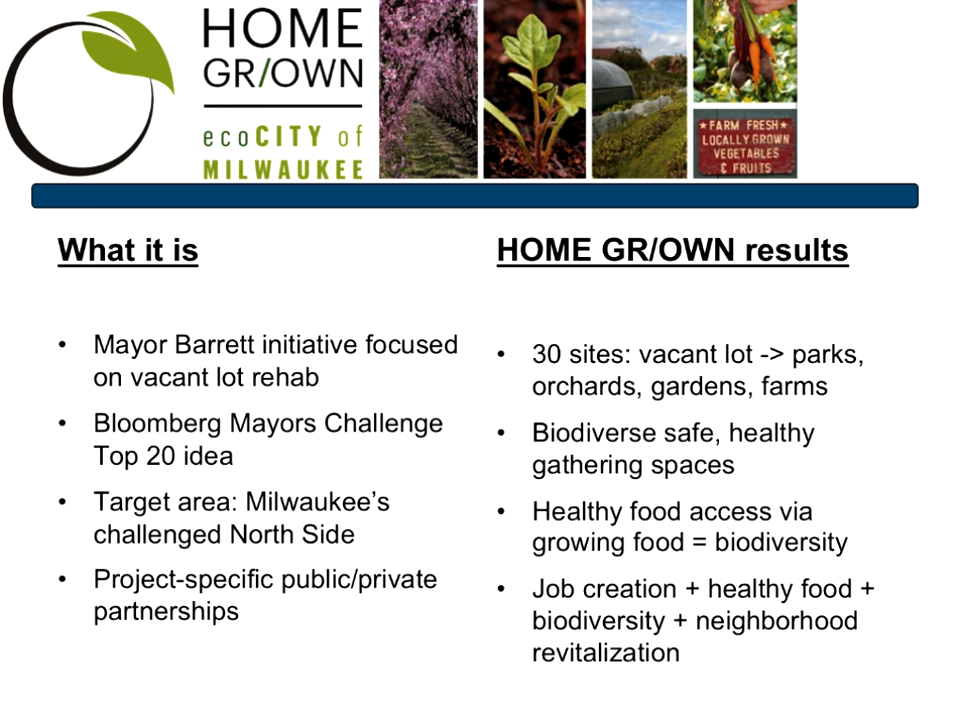 HOME
GR/OWN
ecoCITY of
MILWAUKEE
★FARM FRESH★
LOCALLY GROWN
VEGETABLES
& FRUITS
What it is
• Mayor Barrett initiative focused
on vacant lot rehab
• Bloomberg Mayors Challenge
Top 20 idea
• Target area: Milwaukee’s
challenged North Side
• Project-specific public/private
partnerships
HOME GR/OWN results
• 30 sites: vacant lot -> parks,
orchards, gardens, farms
• Biodiverse safe, healthy
gathering spaces
• Healthy food access via
growing food = biodiversity
• Job creation + healthy food +
biodiversity + neighborhood
revitalization